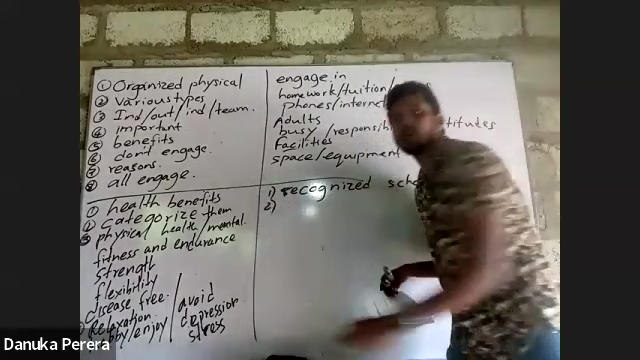 ① Organized physical
② Various types
③ Ind/out/ind/team.
④ important
⑤ benefits
⑥ don't engage.
⑦ reasons.
⑧ all engage.
engage in
homework/tuition/
phones/internet
Adults
busy /responsibi titudes
Facilities
space/equipment
① health benefits
② categorize them
③ physical health/mental.
fitness and endurance
strength
flexibility
disease free.
Relaxation
/enjoy
avoid
depression
stress
1) recognized sch
2)
Danuka Perera